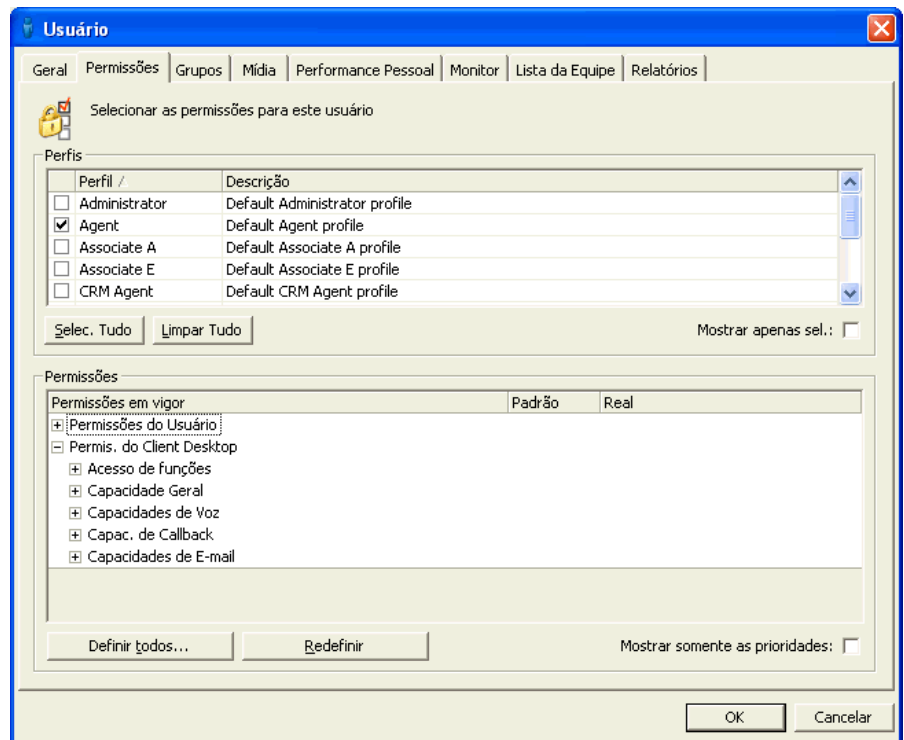 Usuário
Geral Permissões Grupos Mídia Performance Pessoal Monitor Lista da Equipe Relatórios
Selecionar as permissões para este usuário
Perfis
Perfil Descrição
Administrator Default Administrator profile
Agent Default Agent profile
Associate A Default Associate A profile
Associate E Default Associate E profile
CRM Agent Default CRM Agent profile
Selec. Tudo Limpar Tudo Mostrar apenas sel.:
Permissões
Permissões em vigor Padrão Real
Permissões do Usuário
Permis. do Client Desktop
Acesso de funções
Capacidade Geral
Capacidades de Voz
Capac. de Callback
Capacidades de E-mail
Definir todos... Redefinir Mostrar somente as prioridades:
OK Cancelar